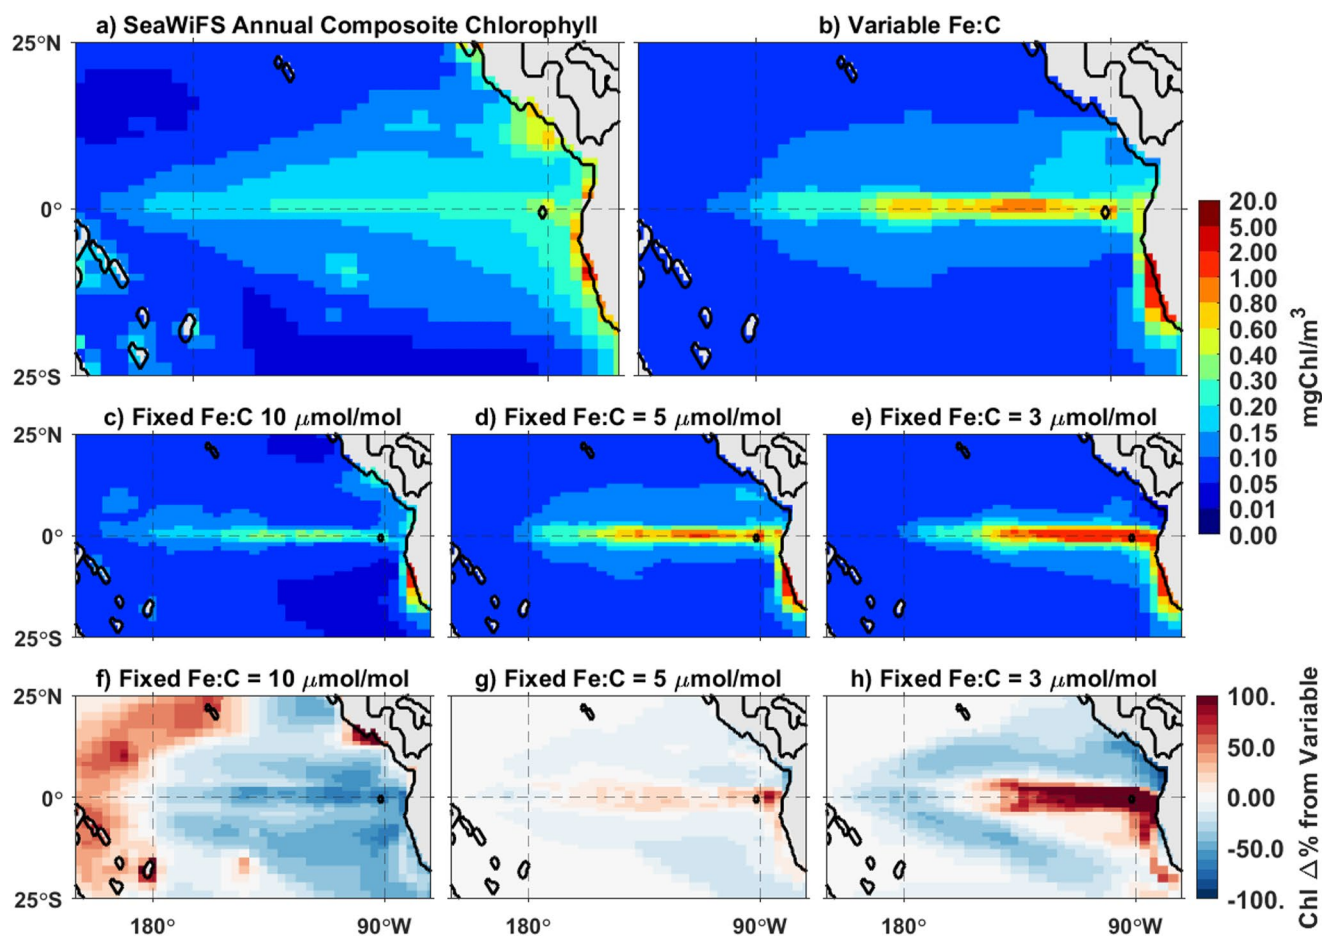 a) SeaWiFS Annual Composoite Chlorophyll
b) Variable Fe:C
25°N
0°
25°S
20.0
5.00
2.00
1.00
0.80
0.60
0.40
0.30
0.20
0.15
0.10
0.05
0.01
0.00
mgChl/m³
c) Fixed Fe:C 10 μmol/mol
d) Fixed Fe:C = 5 μmol/mol
e) Fixed Fe:C = 3 μmol/mol
25°N
0°
25°S
f) Fixed Fe:C = 10 μmol/mol
g) Fixed Fe:C = 5 μmol/mol
h) Fixed Fe:C = 3 μmol/mol
25°N
0°
25°S
100.
50.0
0.00
-50.0
-100.
Chl Δ% from Variable
180° 90°W 180° 90°W 180° 90°W